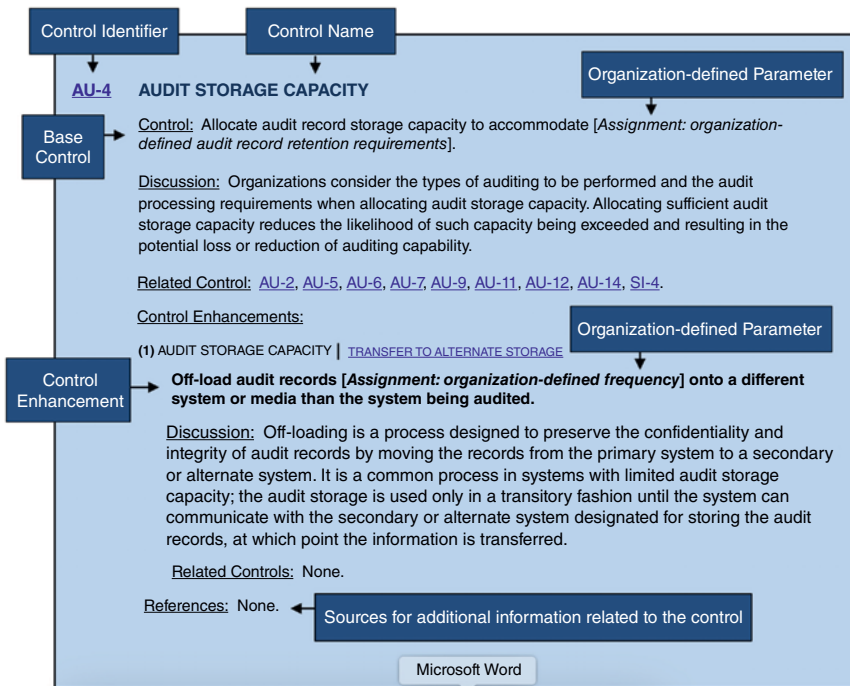 Control Identifier
Control Name
Organization-defined Parameter
AU-4 AUDIT STORAGE CAPACITY
Base
Control
Control: Allocate audit record storage capacity to accommodate [Assignment: organization-
defined audit record retention requirements].
Discussion: Organizations consider the types of auditing to be performed and the audit
processing requirements when allocating audit storage capacity. Allocating sufficient audit
storage capacity reduces the likelihood of such capacity being exceeded and resulting in the
potential loss or reduction of auditing capability.
Related Control: AU-2, AU-5, AU-6, AU-7, AU-9, AU-11, AU-12, AU-14, SI-4.
Control Enhancements:
Organization-defined Parameter
(1) AUDIT STORAGE CAPACITY | TRANSFER TO ALTERNATE STORAGE
Control
Enhancement
Off-load audit records [Assignment: organization-defined frequency] onto a different
system or media than the system being audited.
Discussion: Off-loading is a process designed to preserve the confidentiality and
integrity of audit records by moving the records from the primary system to a secondary
or alternate system. It is a common process in systems with limited audit storage
capacity; the audit storage is used only in a transitory fashion until the system can
communicate with the secondary or alternate system designated for storing the audit
records, at which point the information is transferred.
Related Controls: None.
References: None.
Sources for additional information related to the control
Microsoft Word